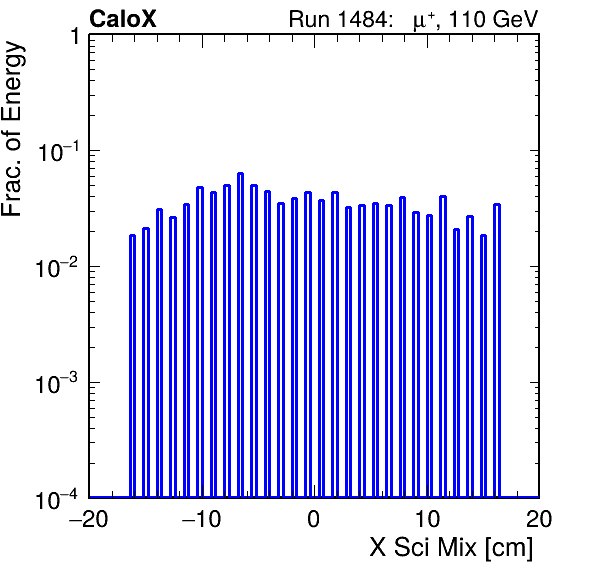 CaloX Run 1484: μ⁺, 110 GeV
Frac. of Energy
1
10⁻¹
10⁻²
10⁻³
10⁻⁴
−20 −10 0 10 20
X Sci Mix [cm]